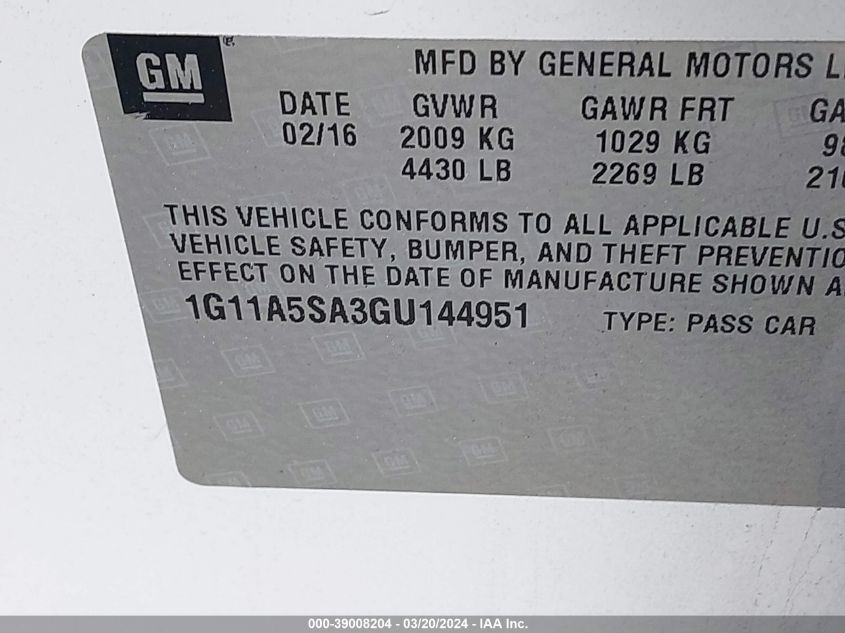 GM
MFD BY GENERAL MOTORS
DATE GVWR GAWR FRT
02/16 2009 KG 1029 KG
4430 LB 2269 LB
THIS VEHICLE CONFORMS TO ALL APPLICABLE U.S
VEHICLE SAFETY, BUMPER, AND THEFT
EFFECT ON THE DATE OF MANUFACTURE SHOWN
1G11A5SA3GU144951 TYPE: PASS CAR
000-39008204 - 03/20/2024 - IAA Inc.